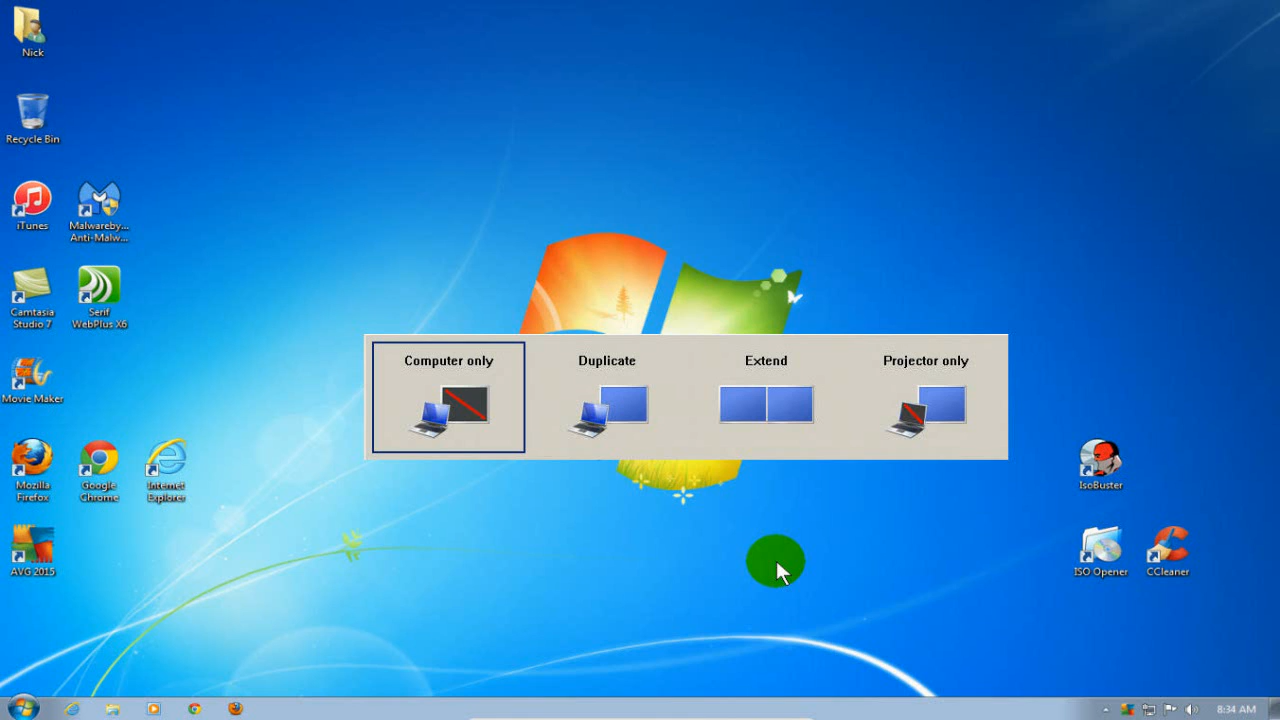 Nick
Recycle Bin
iTunes
Malwareby...
Anti-Malw...
Camtasia
Studio 7
Serif
WebPlus X6
Movie Maker
Mozilla
Firefox
Google
Chrome
Internet
Explorer
AVG 2015
Computer only
Duplicate
Extend
Projector only
IsoBuster
ISO Opener
CCleaner
8:34 AM